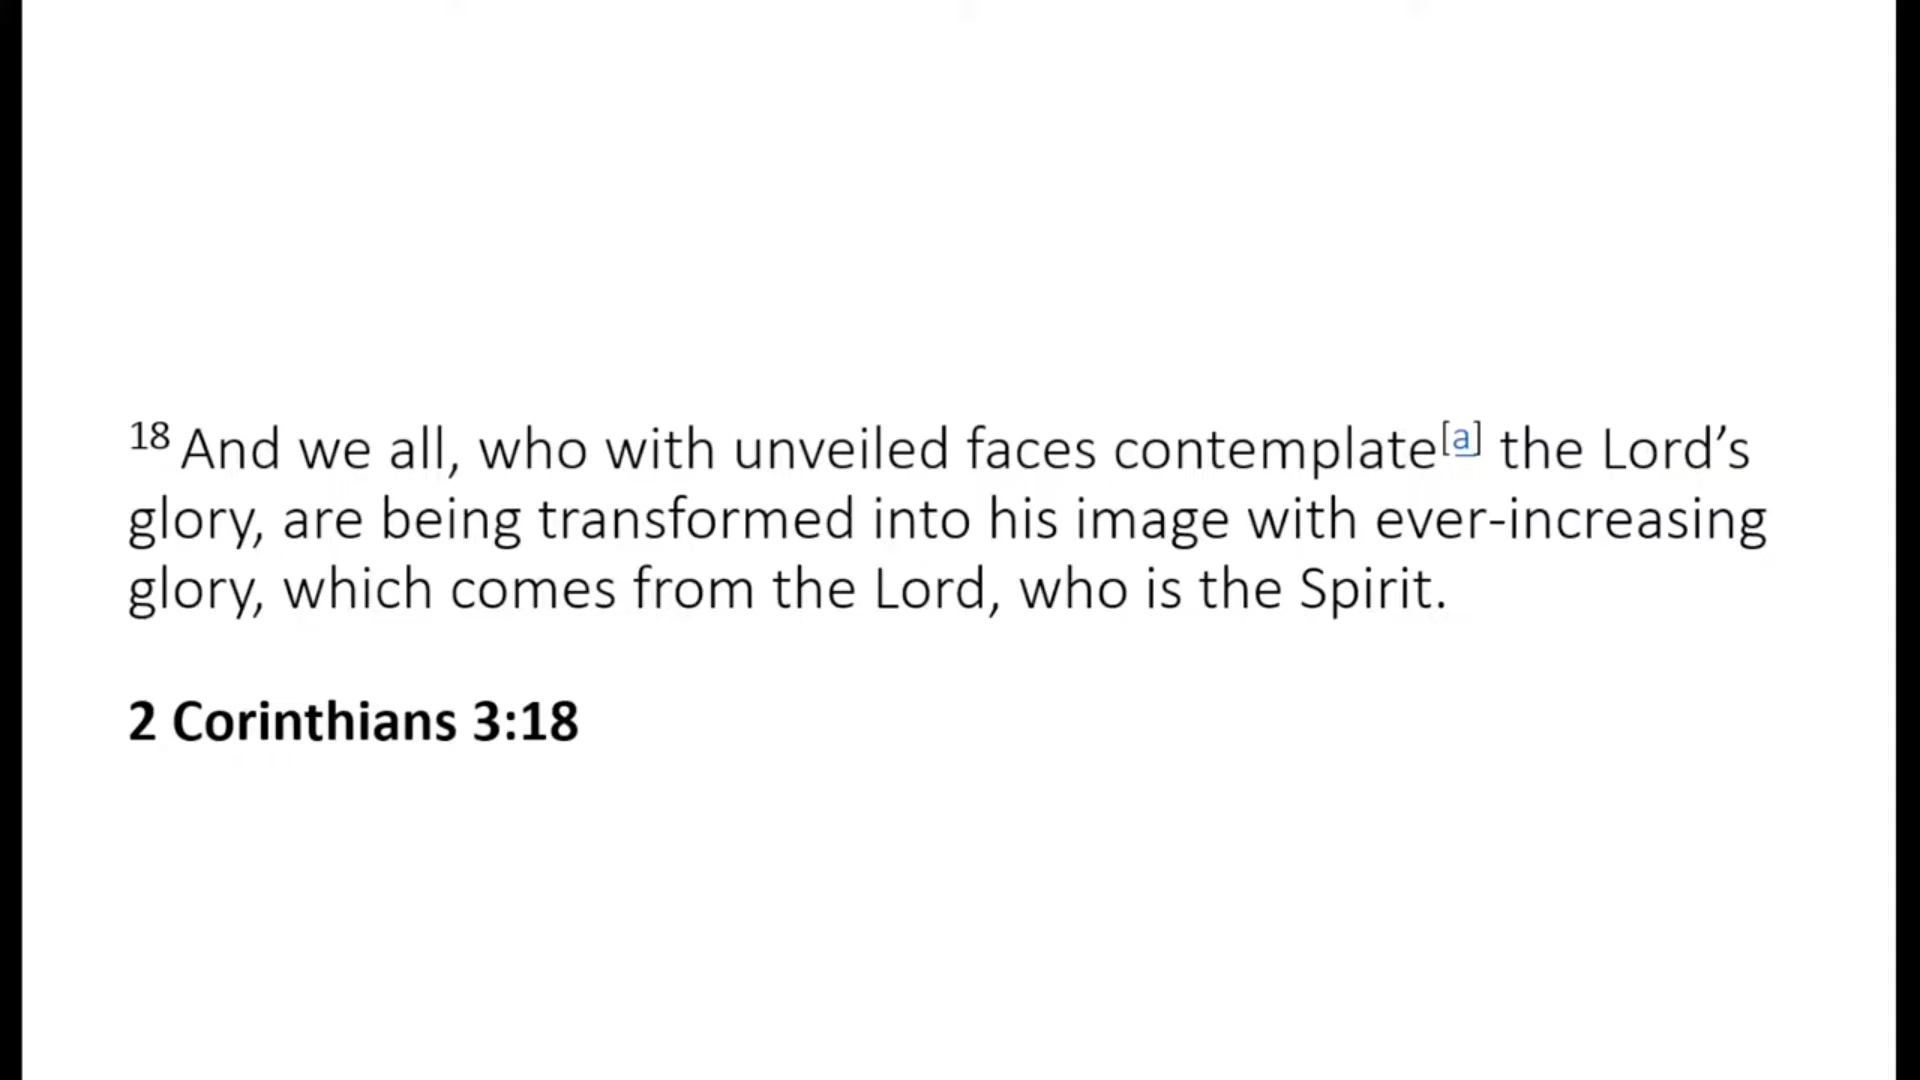 18 And we all, who with unveiled faces contemplate[a] the Lord’s
glory, are being transformed into his image with ever-increasing
glory, which comes from the Lord, who is the Spirit.
2 Corinthians 3:18